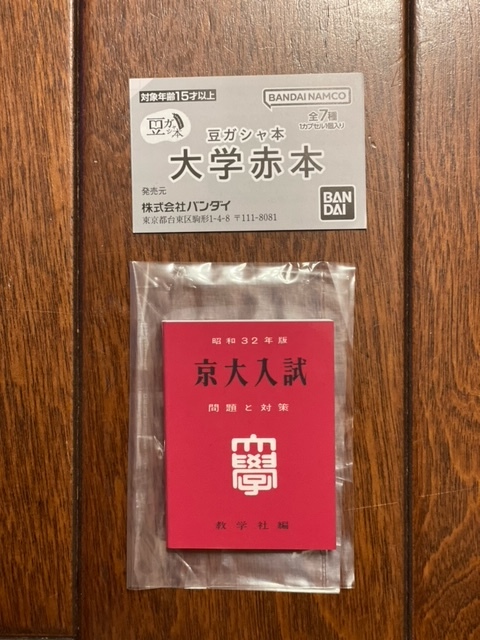 対象年齢15才以上
BANDAI NAMCO
豆ガシャ本
全7種
1カプセル1個入り
豆ガシャ本
大学赤本
発売元
株式会社バンダイ
東京都台東区駒形1-4-8 〒111-8081
BAN
DAI
昭和32年版
京大入試
問題と対策
大學
教学社編